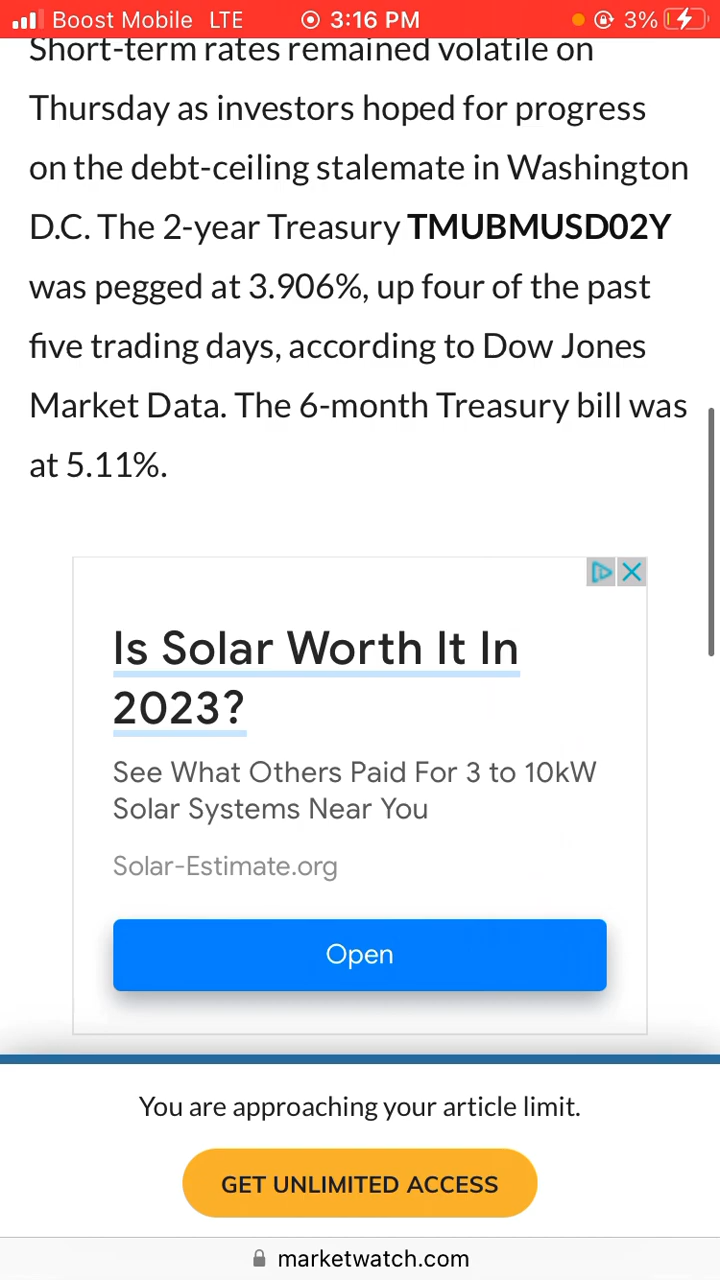 Boost Mobile LTE 3:16 PM 3%
Short-term rates remained volatile on
Thursday as investors hoped for progress
on the debt-ceiling stalemate in Washington
D.C. The 2-year Treasury TMUBMUSD02Y
was pegged at 3.906%, up four of the past
five trading days, according to Dow Jones
Market Data. The 6-month Treasury bill was
at 5.11%.
Is Solar Worth It In
2023?
See What Others Paid For 3 to 10kW
Solar Systems Near You
Solar-Estimate.org
Open
You are approaching your article limit.
GET UNLIMITED ACCESS
marketwatch.com